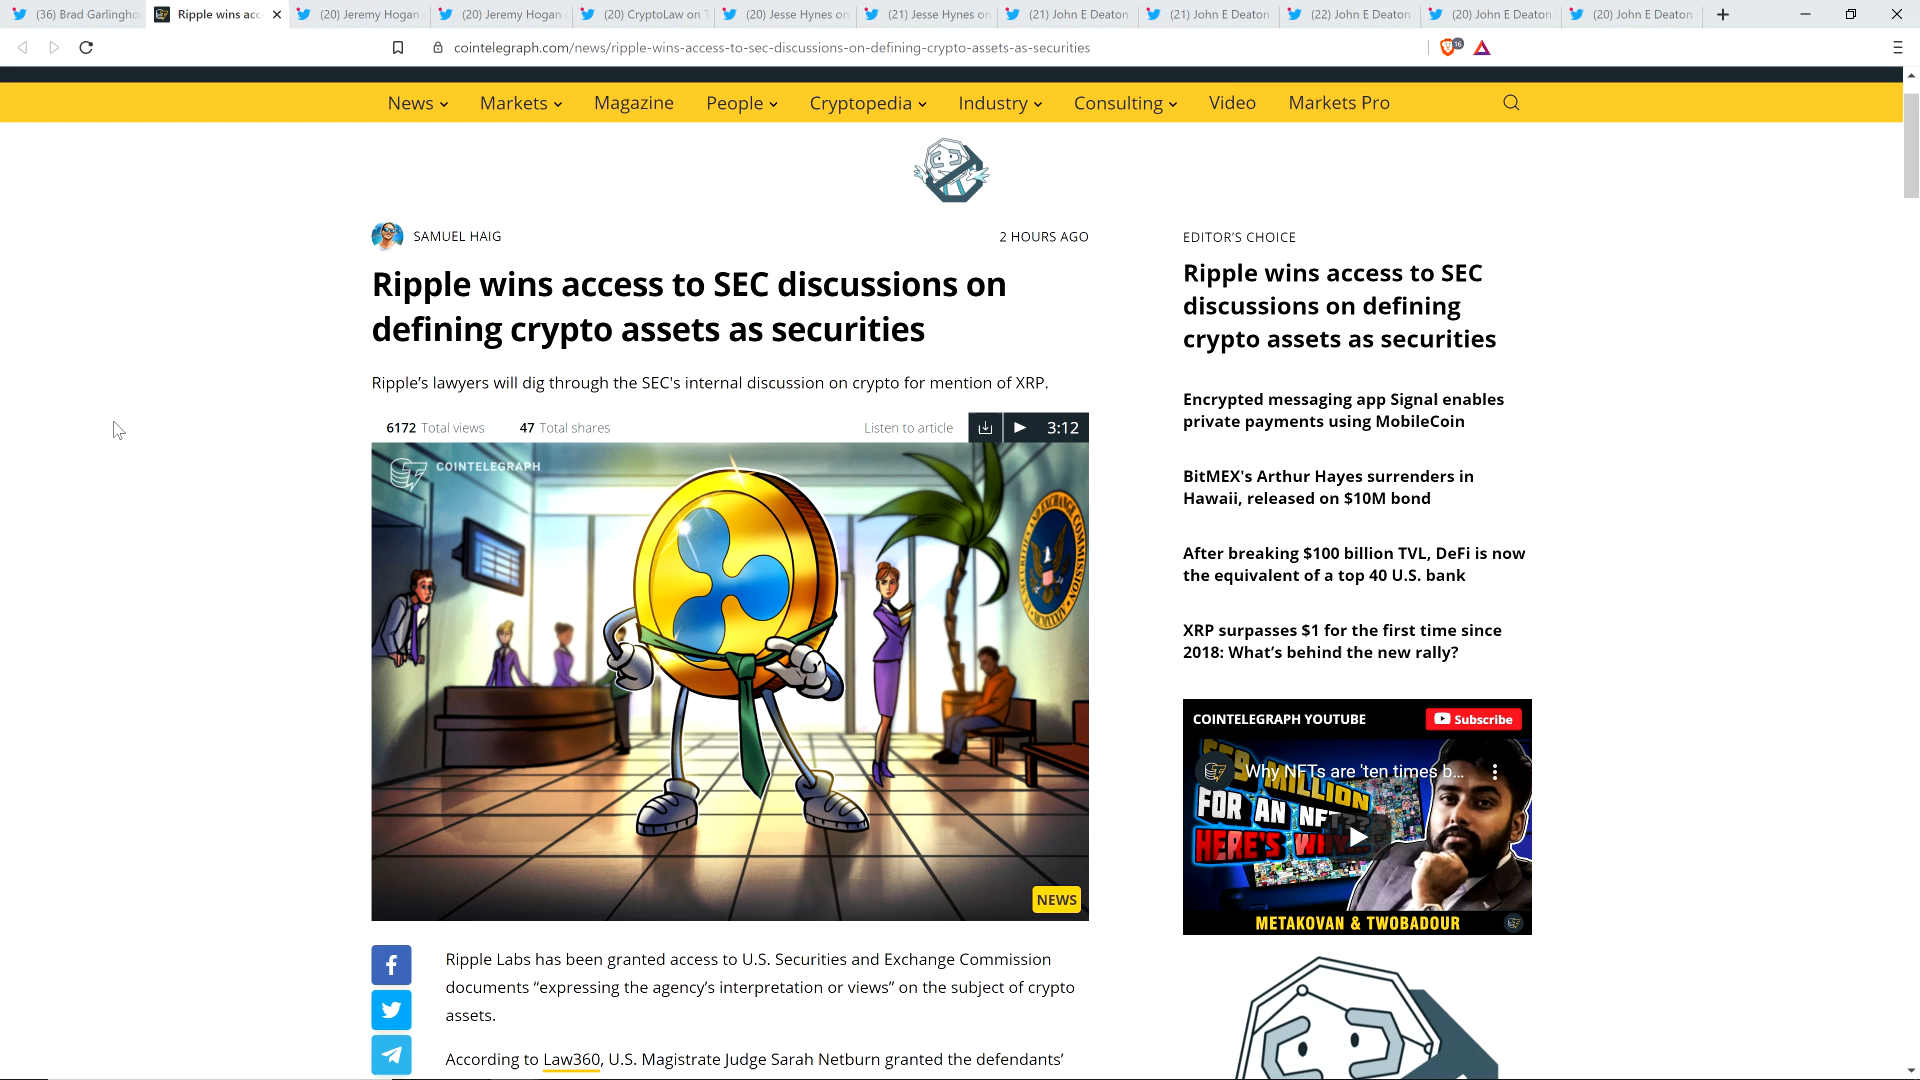 (36) Brad Garlingho
Ripple wins acc
(20) Jeremy Hogan
(20) Jeremy Hogan
(20) CryptoLaw on T
(20) Jesse Hynes on
(21) Jesse Hynes on
(21) John E Deaton
(21) John E Deaton
(22) John E Deaton
(20) John E Deaton
(20) John E Deaton
cointelegraph.com/news/ripple-wins-access-to-sec-discussions-on-defining-crypto-assets-as-securities
16
News Markets Magazine People Cryptopedia Industry Consulting Video Markets Pro
SAMUEL HAIG
2 HOURS AGO
Ripple wins access to SEC discussions on
defining crypto assets as securities
Ripple’s lawyers will dig through the SEC's internal discussion on crypto for mention of XRP.
6172 Total views 47 Total shares
Listen to article
3:12
COINTELEGRAPH
NEWS
Ripple Labs has been granted access to U.S. Securities and Exchange Commission
documents “expressing the agency’s interpretation or views” on the subject of crypto
assets.
According to Law360, U.S. Magistrate Judge Sarah Netburn granted the defendants’
EDITOR’S CHOICE
Ripple wins access to SEC
discussions on defining
crypto assets as securities
Encrypted messaging app Signal enables
private payments using MobileCoin
BitMEX's Arthur Hayes surrenders in
Hawaii, released on $10M bond
After breaking $100 billion TVL, DeFi is now
the equivalent of a top 40 U.S. bank
XRP surpasses $1 for the first time since
2018: What’s behind the new rally?
COINTELEGRAPH YOUTUBE
Subscribe
Why NFTs are 'ten times b...
MILLION
FOR AN NFT??
HERE'S WHY...
METAKOVAN & TWOBADOUR